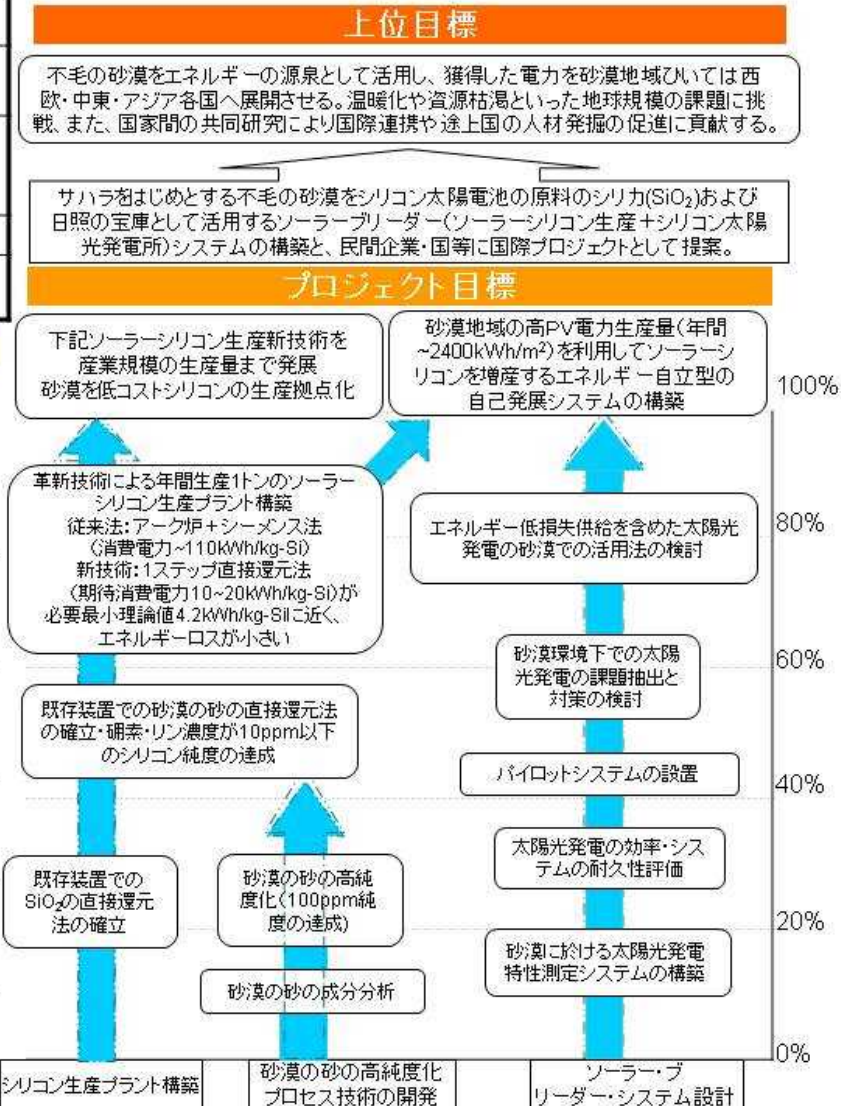 上位目標
不毛の砂漠をエネルギーの源泉として活用し、獲得した電力を砂漠地域ひいては西
欧・中東・アジア各国へ展開させる。温暖化や資源枯渇といった地球規模の課題に挑
戦、また、国家間の共同研究により国際連携や途上国の人材発掘の促進に貢献する。
サハラをはじめとする不毛の砂漠をシリコン太陽電池の原料のシリカ(SiO₂)および
日照の宝庫として活用するソーラーブリーダー(ソーラーシリコン生産+シリコン太陽
光発電所)システムの構築と、民間企業・国等に国際プロジェクトとして提案。
プロジェクト目標
下記ソーラーシリコン生産新技術を
産業規模の生産量まで発展
砂漠を低コストシリコンの生産拠点化
砂漠地域の高PV電力生産量(年間
~2400kWh/m²)を利用してソーラーシ
リコンを増産するエネルギー自立型の
自己発展システムの構築
100%
革新技術による年間生産1トンのソーラー
シリコン生産プラント構築
従来法:アーク炉+シーメンス法
(消費電力~110kWh/kg-Si)
新技術:1ステップ直接還元法
(期待消費電力10~20kWh/kg-Si)が
必要最小理論値4.2kWh/kg-Siに近く、
エネルギーロスが小さい
エネルギー低損失供給を含めた太陽光
発電の砂漠での活用法の検討
80%
砂漠環境下での太陽
光発電の課題抽出と
対策の検討
60%
既存装置での砂漠の砂の直接還元法
の確立・硼素・リン濃度が10ppm以下
のシリコン純度の達成
パイロットシステムの設置
40%
太陽光発電の効率・シス
テムの耐久性評価
既存装置での
SiO₂の直接還元
法の確立
砂漠の砂の高純
度化(100ppm純
度の達成)
20%
砂漠に於ける太陽光発電
特性測定システムの構築
砂漠の砂の成分分析
0%
シリコン生産プラント構築
砂漠の砂の高純度化
プロセス技術の開発
ソーラー・ブ
リーダー・システム設計